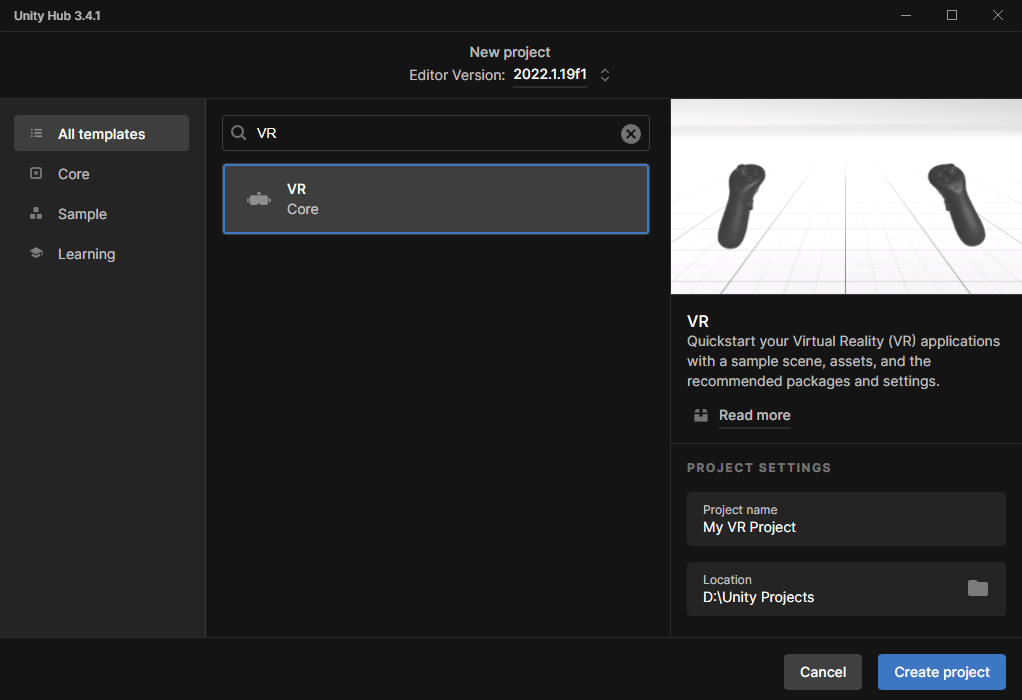 Unity Hub 3.4.1
New project
Editor Version: 2022.1.19f1
All templates
Core
Sample
Learning
VR
VR
Core
VR
Quickstart your Virtual Reality (VR) applications
with a sample scene, assets, and the
recommended packages and settings.
Read more
PROJECT SETTINGS
Project name
My VR Project
Location
D:\Unity Projects
Cancel
Create project